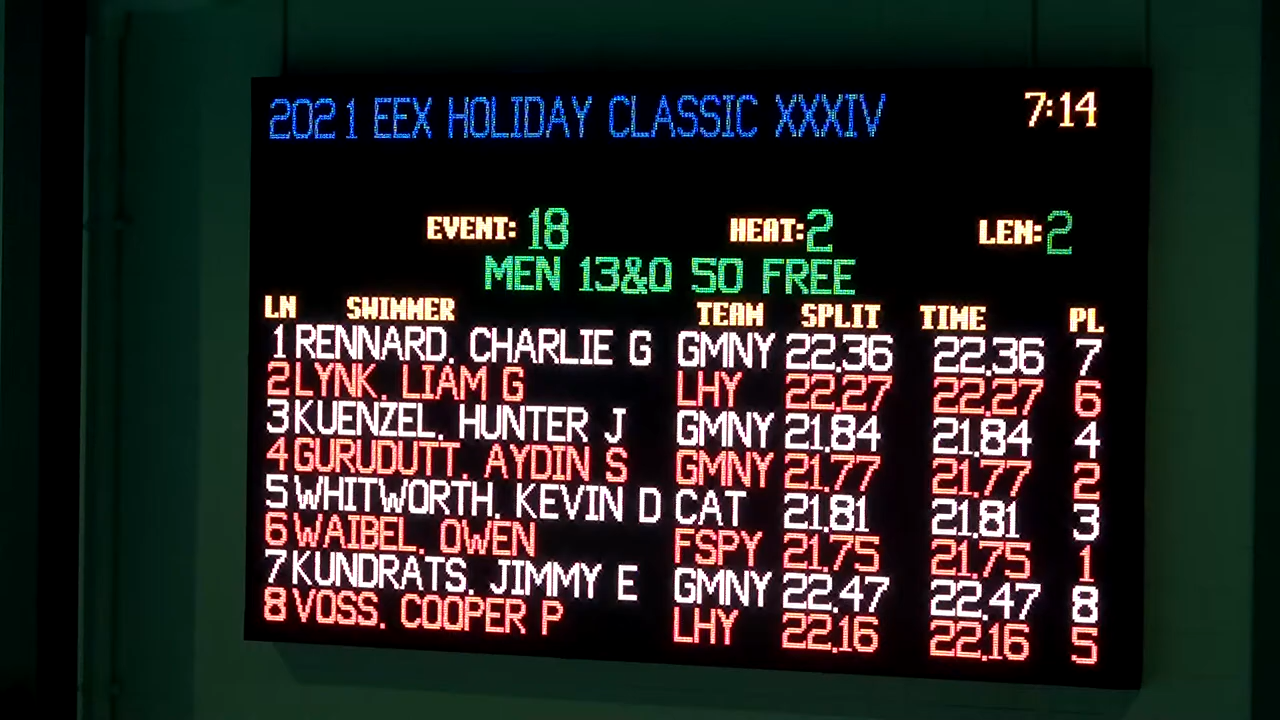 2021 EEX HOLIDAY CLASSIC XXXIV 7:14
EVENT: 18 HEAT: 2 LEN: 2
MEN 13&O 50 FREE
LN SWIMMER TEAM SPLIT TIME PL
1 RENNARD, CHARLIE G GMNY 22.36 22.36 7
2 LYNK, LIAM G LHY 22.27 22.27 6
3 KUENZEL, HUNTER J GMNY 21.84 21.84 4
4 GURUDUTT, AYDIN S GMNY 21.77 21.77 2
5 WHITWORTH, KEVIN D CAT 21.81 21.81 3
6 WAIBEL, OWEN FSPY 21.75 21.75 1
7 KUNDRATS, JIMMY E GMNY 22.47 22.47 8
8 VOSS, COOPER P LHY 22.16 22.16 5